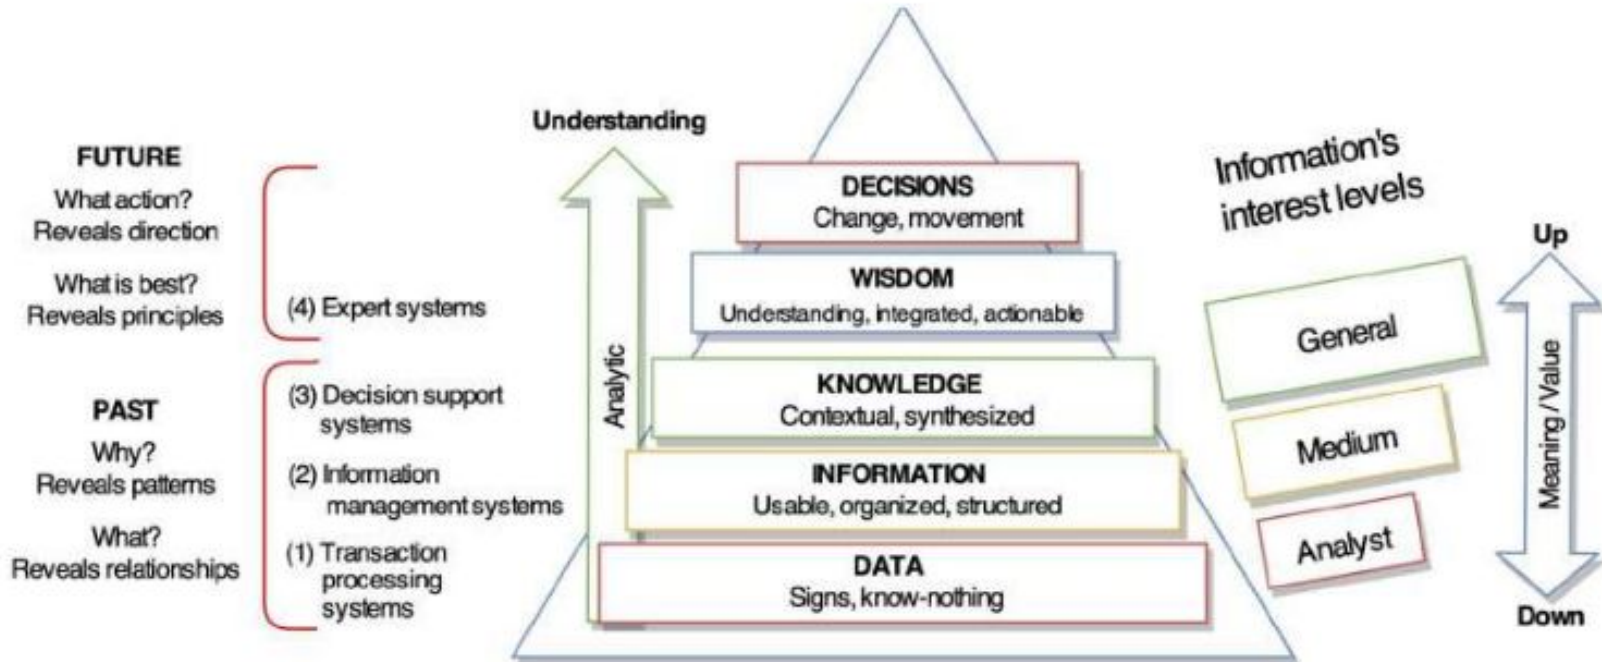 FUTURE
What action?
Reveals direction
What is best?
Reveals principles
PAST
Why?
Reveals patterns
What?
Reveals relationships
(4) Expert systems
(3) Decision support
systems
(2) Information
management systems
(1) Transaction
processing
systems
Understanding
Analytic
DECISIONS
Change, movement
WISDOM
Understanding, integrated, actionable
KNOWLEDGE
Contextual, synthesized
INFORMATION
Usable, organized, structured
DATA
Signs, know-nothing
Information's
interest levels
General
Medium
Analyst
Up
Meaning / Value
Down